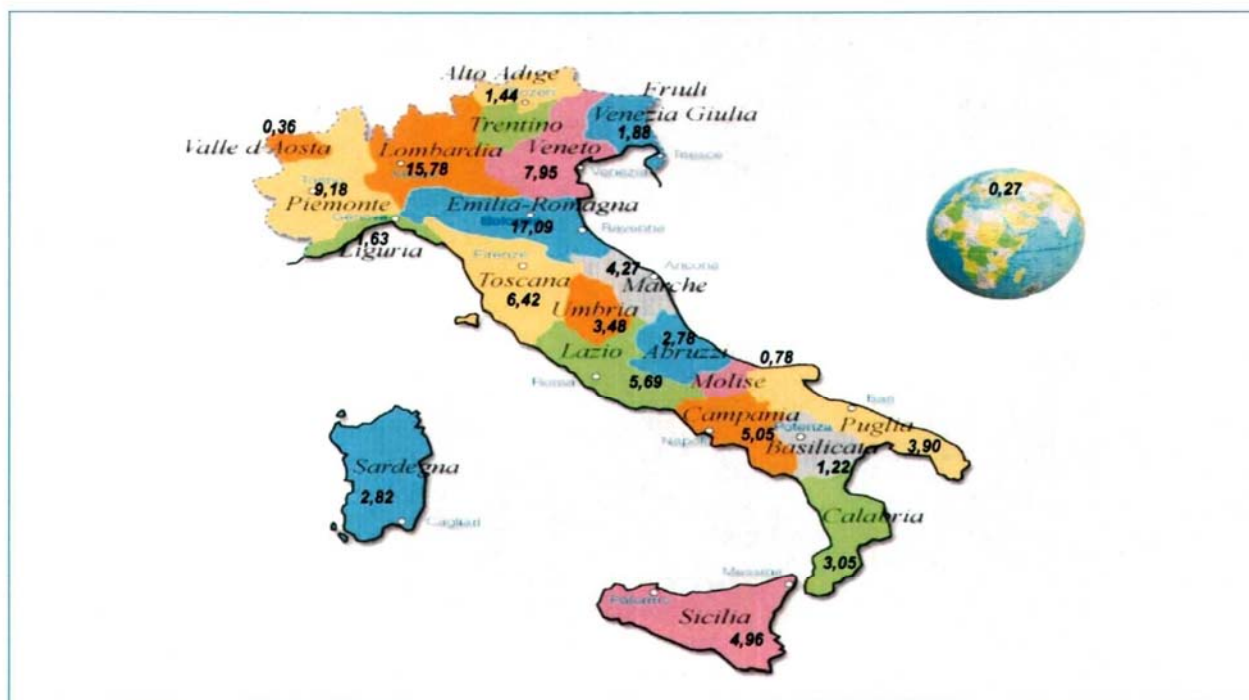 Alto Adige
1,44
Friuli
Venezia Giulia
1,88
Trentino
0,36
Valle d'Aosta
Lombardia
15,78
Veneto
7,95
Venezia
9,18
Piemonte
Emilia-Romagna
17,09
0,27
1,63
Liguria
Firenze
4,27
Ancona
Marche
Toscana
6,42
Umbria
3,48
2,78
Abruzzi
Lazio
5,69
Roma
0,78
Molise
Bari
Campania
5,05
Napoli
Potenza
Puglia
3,90
Basilicata
1,22
Sardegna
2,82
Cagliari
Calabria
3,05
Messina
Palermo
Sicilia
4,96